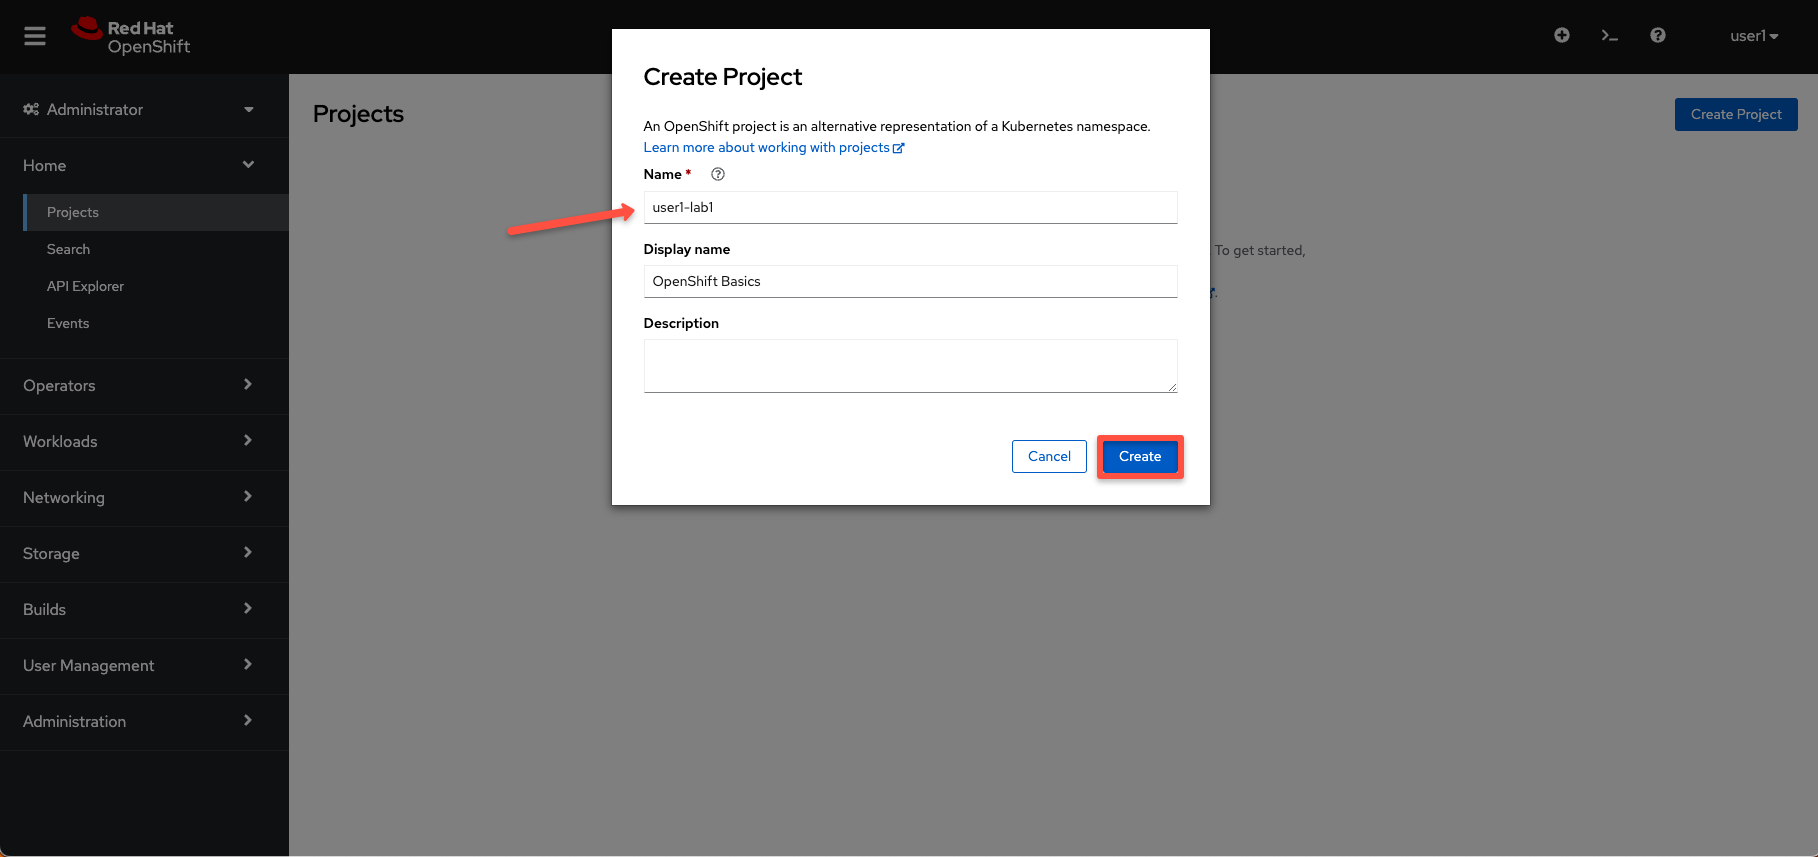 Red Hat
OpenShift
user1
Administrator
Home
Projects
Search
API Explorer
Events
Operators
Workloads
Networking
Storage
Builds
User Management
Administration
Projects
Create Project
To get started,
Create Project
An OpenShift project is an alternative representation of a Kubernetes namespace.
Learn more about working with projects
Name *
user1-lab1
Display name
OpenShift Basics
Description
Cancel
Create